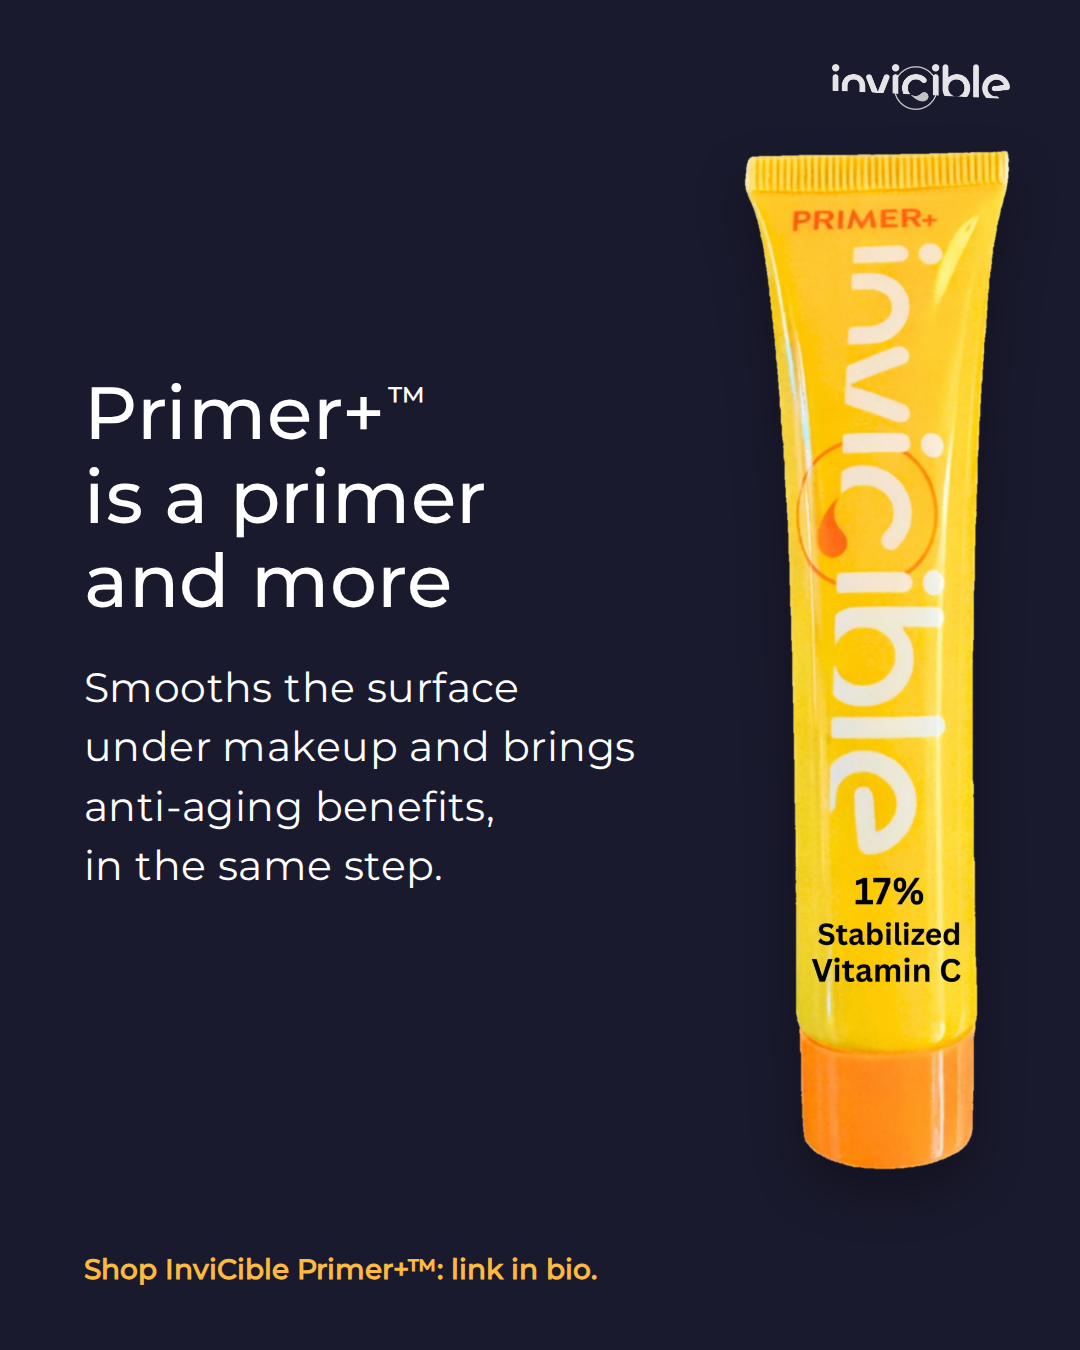 invicible
PRIMER+
invicible
Primer+™
is a primer
and more
Smooths the surface
under makeup and brings
anti-aging benefits,
in the same step.
17%
Stabilized
Vitamin C
Shop InviCible Primer+™: link in bio.